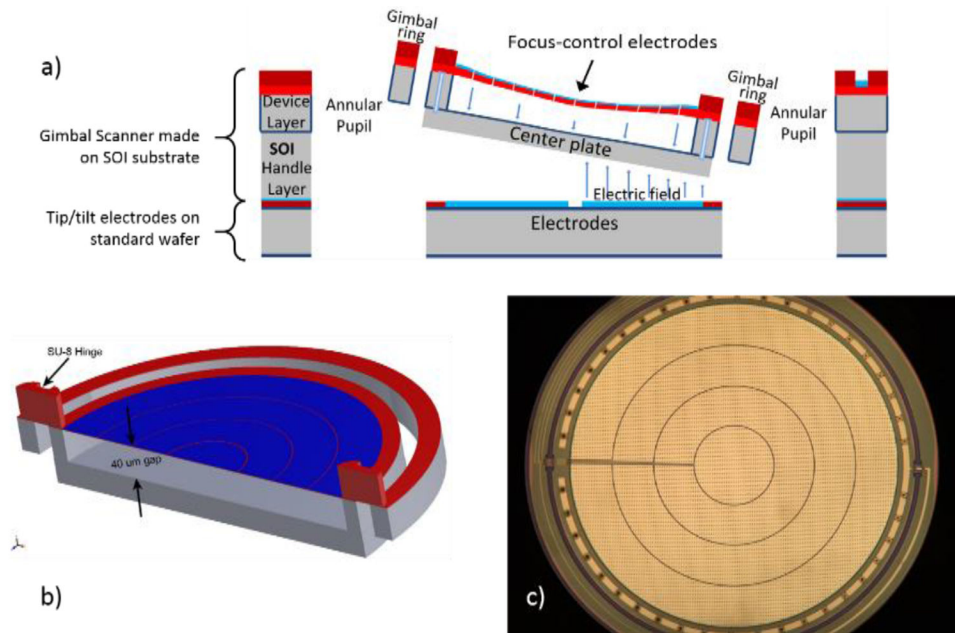 a)
Gimbal
ring
Focus-control electrodes
Gimbal
ring
Device
Layer
Annular
Pupil
Annular
Pupil
Gimbal Scanner made
on SOI substrate
SOI
Handle
Layer
Center plate
Electric field
Tip/tilt electrodes on
standard wafer
Electrodes
SU-8 Hinge
40 um gap
b)
c)